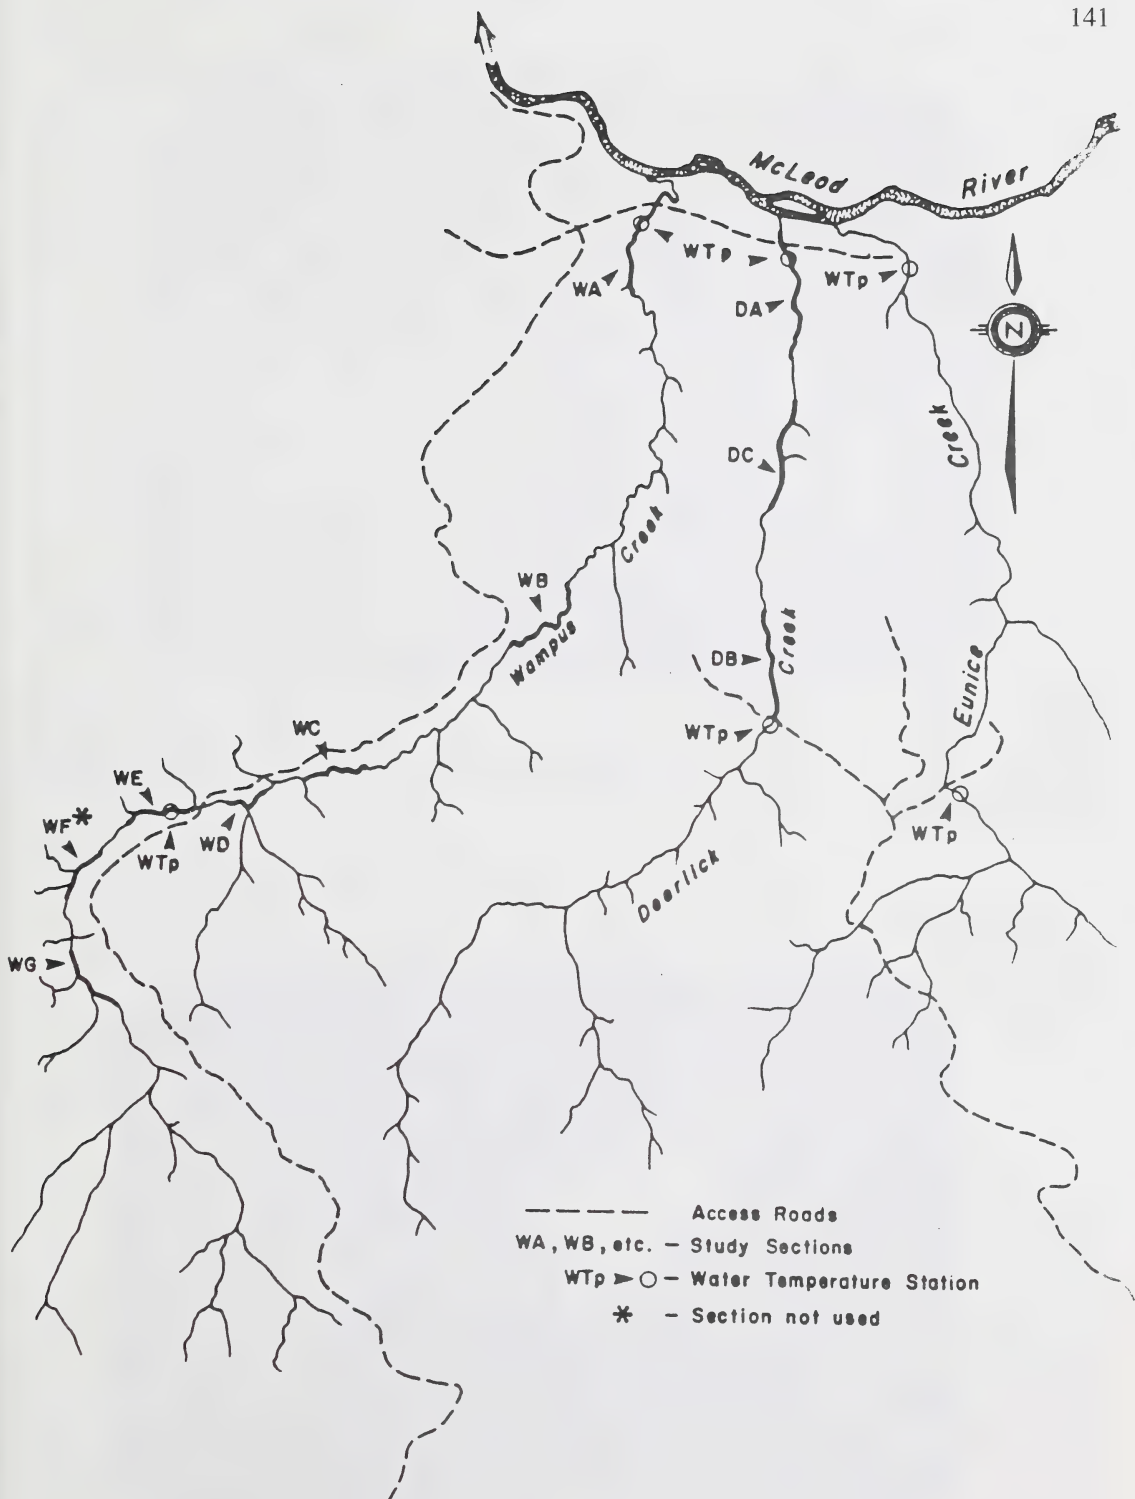 141
McLeod River
WTp
WTp
WA
DA
N
Creek
DC
Creek
WB
Wampus
Creek
DB
Eunice
WC
WTp
WE
WF*
WTp
WD
WTp
Deerlick
WG
Access Roads
WA, WB, etc. – Study Sections
WTp ➤ ○ – Water Temperature Station
* – Section not used